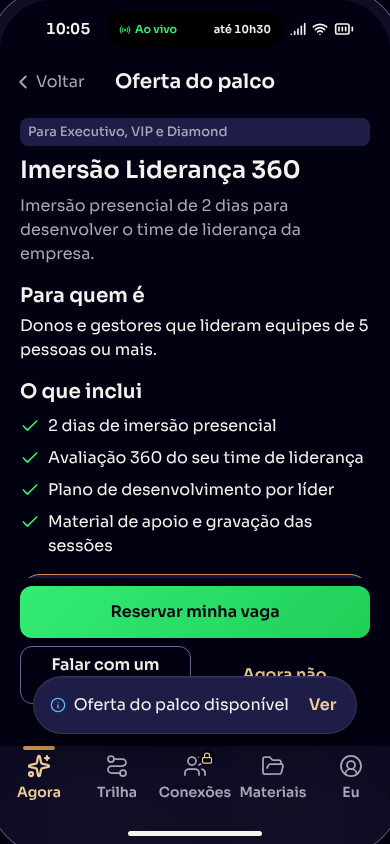 10:05
Ao vivo
até 10h30
Voltar
Oferta do palco
Para Executivo, VIP e Diamond
Imersão Liderança 360
Imersão presencial de 2 dias para
desenvolver o time de liderança da
empresa.
Para quem é
Donos e gestores que lideram equipes de 5
pessoas ou mais.
O que inclui
2 dias de imersão presencial
Avaliação 360 do seu time de liderança
Plano de desenvolvimento por líder
Material de apoio e gravação das
sessões
Reservar minha vaga
Falar com um
Agora não
Oferta do palco disponível
Ver
Agora
Trilha
Conexões
Materiais
Eu